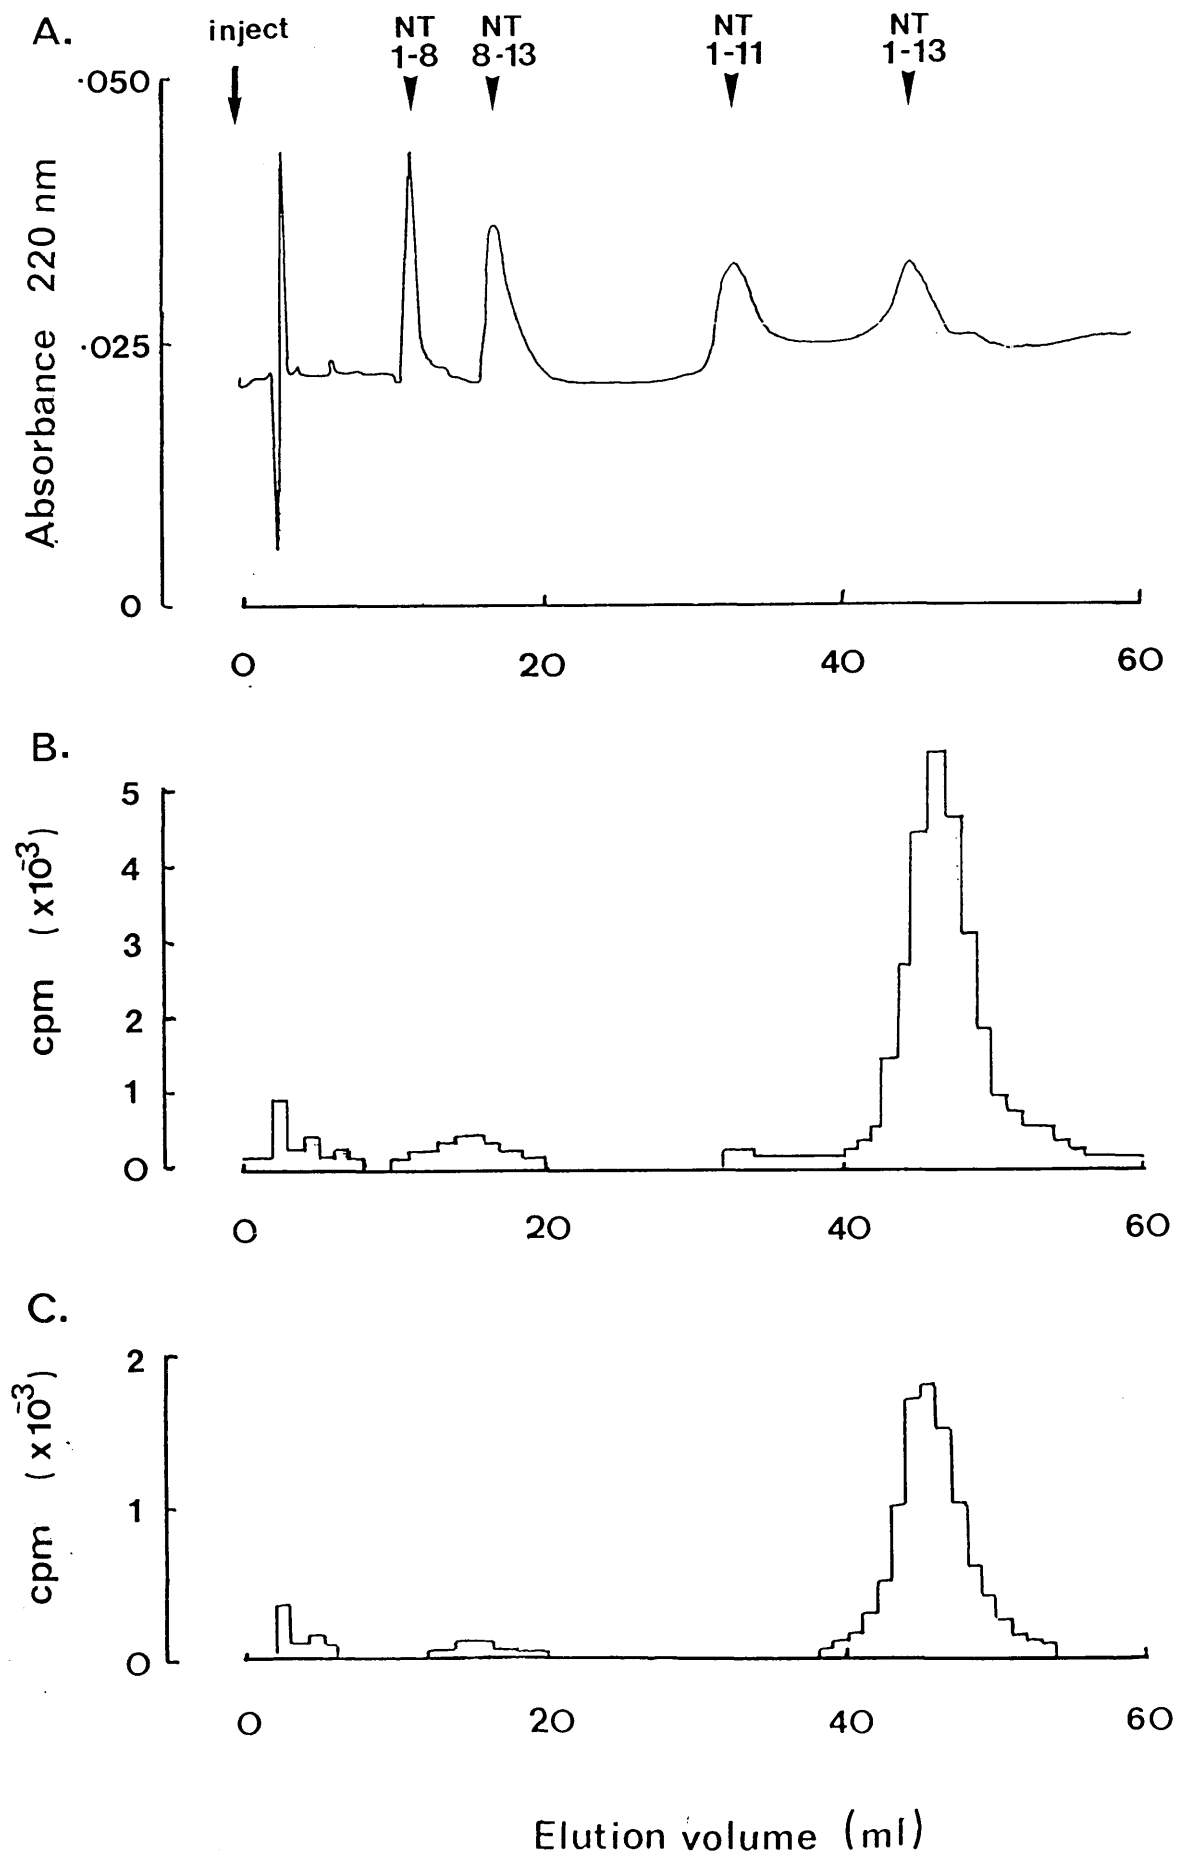 A.
inject
NT
1-8
NT
8-13
NT
1-11
NT
1-13
Absorbance 220 nm
·050
·025
0
0 20 40 60
B.
cpm (x10⁻³)
5
4
3
2
1
0
0 20 40 60
C.
cpm (x10⁻³)
2
1
0
0 20 40 60
Elution volume (ml)